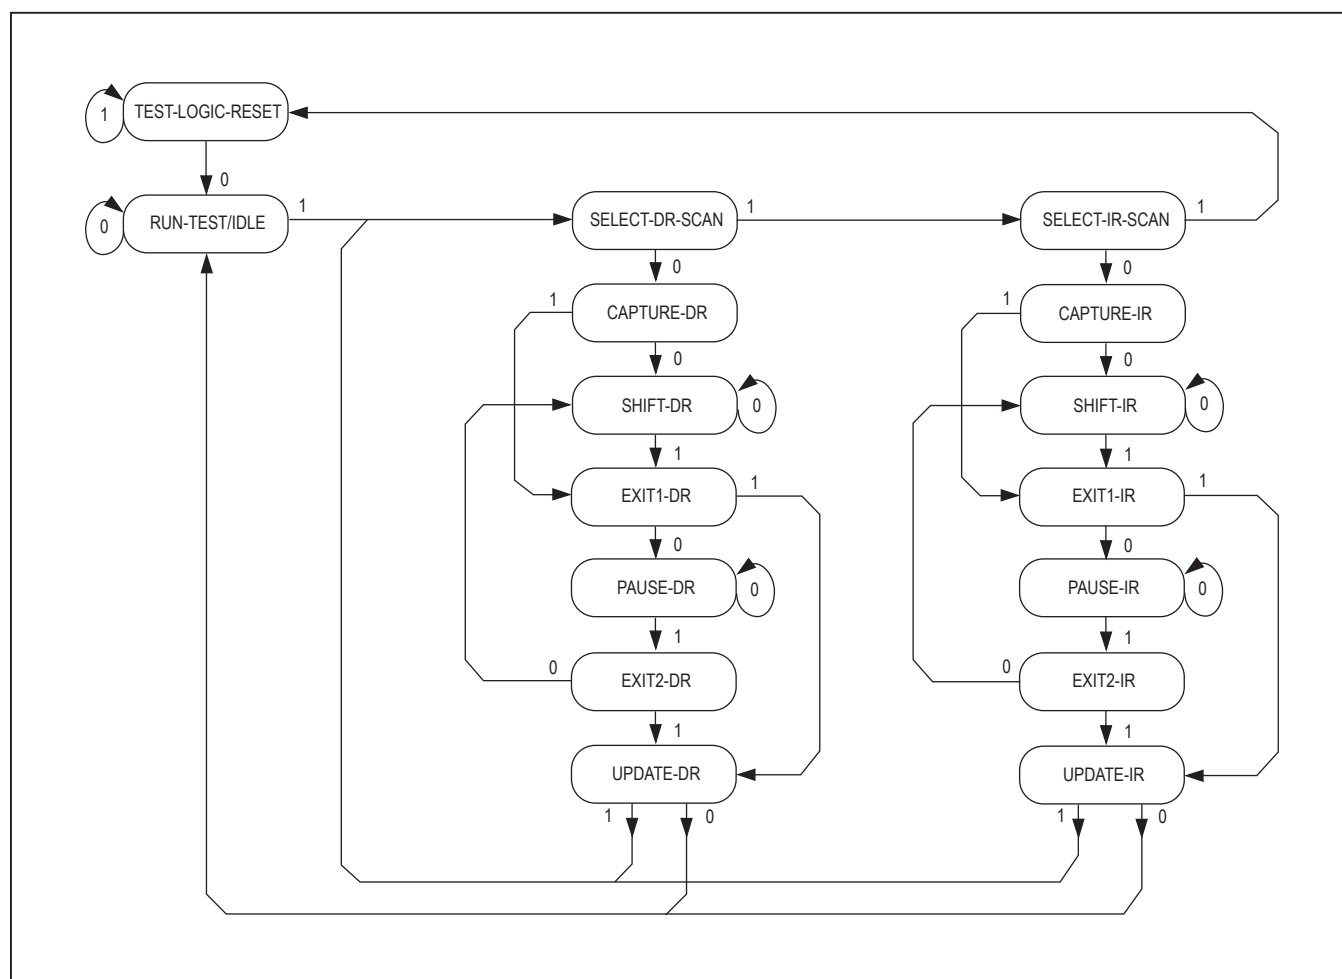 1
TEST-LOGIC-RESET
0
0
RUN-TEST/IDLE
1
SELECT-DR-SCAN
1
SELECT-IR-SCAN
1
0
0
1
CAPTURE-DR
1
CAPTURE-IR
0
0
SHIFT-DR
0
SHIFT-IR
0
1
1
EXIT1-DR
1
EXIT1-IR
1
0
0
PAUSE-DR
0
PAUSE-IR
0
1
1
0
EXIT2-DR
0
EXIT2-IR
1
1
UPDATE-DR
UPDATE-IR
1
0
1
0